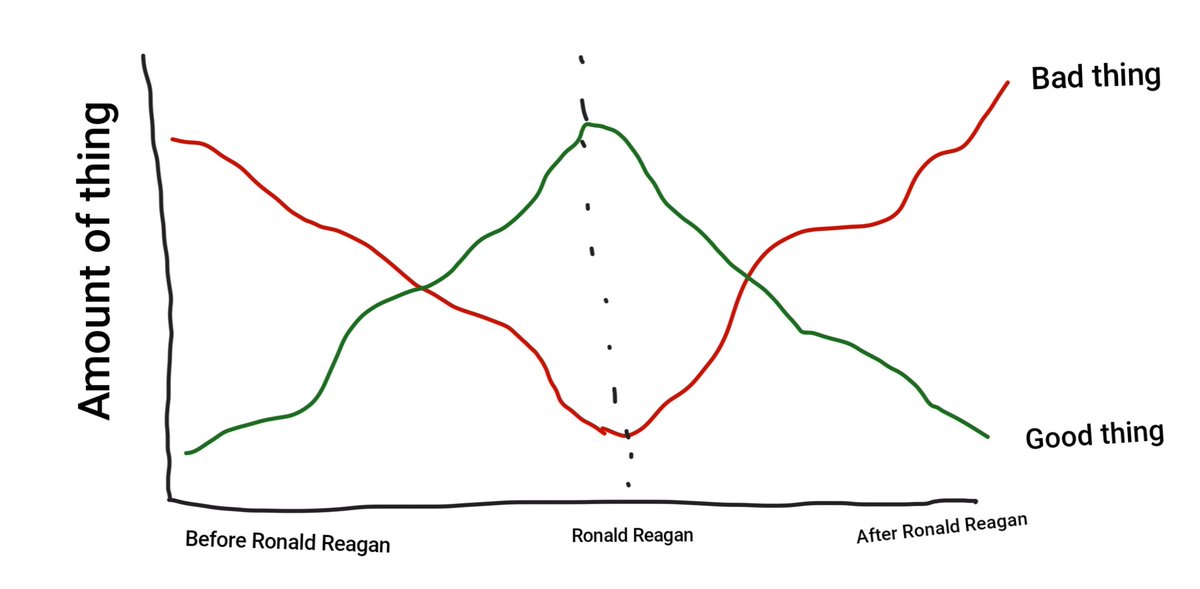 Bad thing
Amount of thing
Good thing
Before Ronald Reagan
Ronald Reagan
After Ronald Reagan